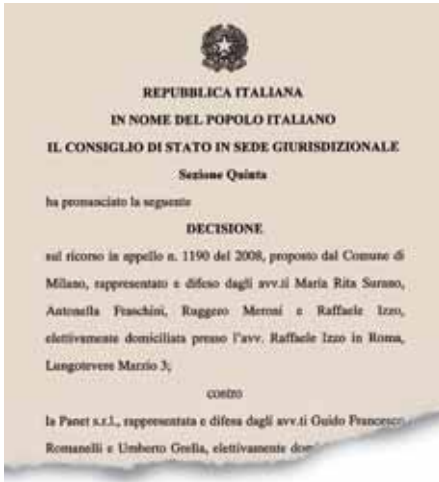 REPUBBLICA ITALIANA
IN NOME DEL POPOLO ITALIANO
IL CONSIGLIO DI STATO IN SEDE GIURISDIZIONALE
Sezione Quinta
ha pronunciato la seguente
DECISIONE
sul ricorso in appello n. 1190 del 2008, proposto dal Comune di
Milano, rappresentato e difeso dagli avv.ti Maria Rita Surano,
Antonella Fraschini, Ruggero Meroni e Raffaele Izzo,
elettivamente domiciliata presso l'avv. Raffaele Izzo in Roma,
Lungotevere Marzio 3;
contro
la Panet s.r.l., rappresentata e difesa dagli avv.ti Guido Francesco
Romanelli e Umberto Grella, elettivamente